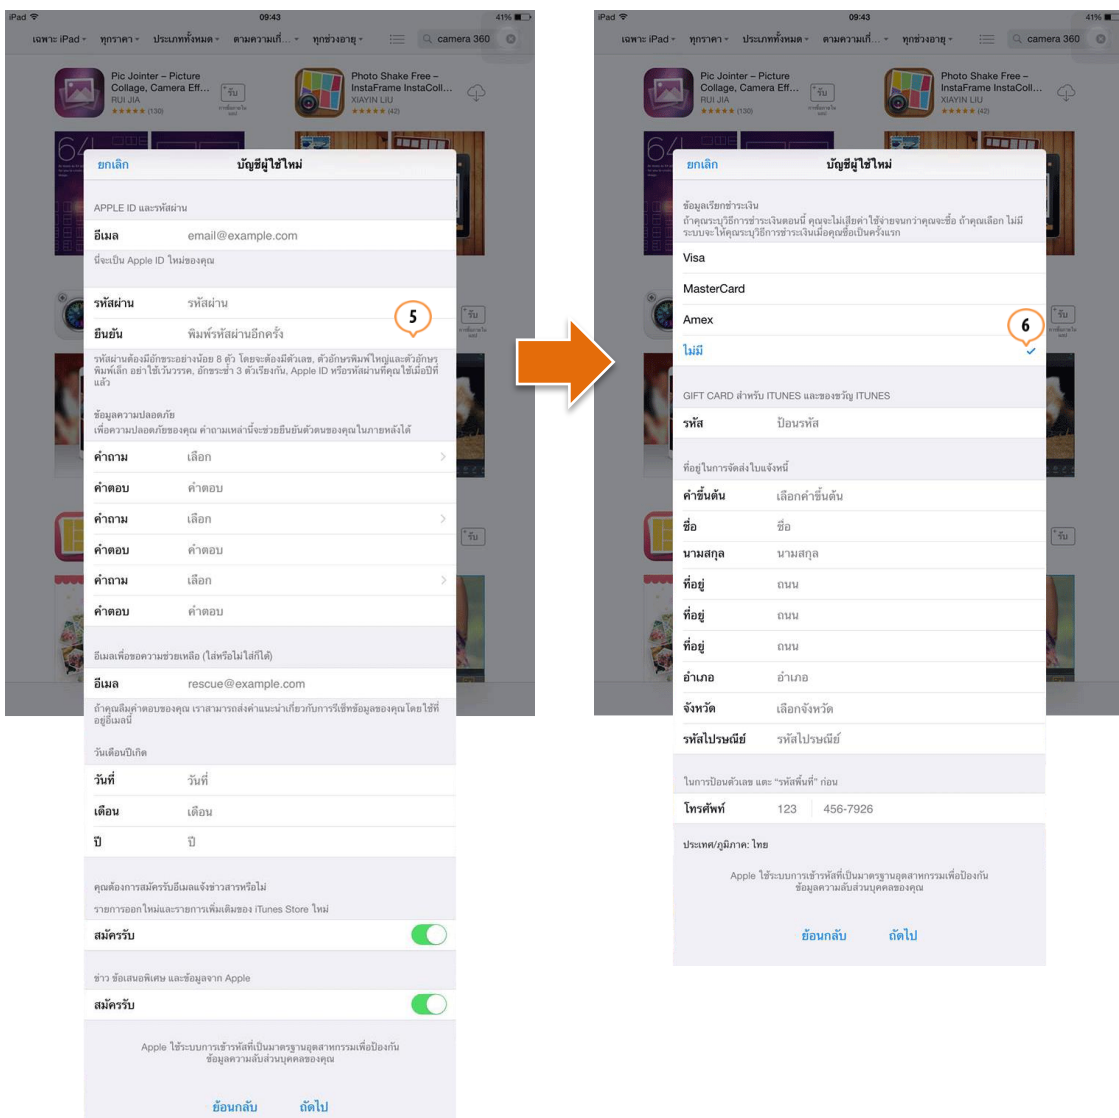 iPad
09:43
41%
เฉพาะ iPad
ทุกราคา
ประเภททั้งหมด
ตามความเกี่...
ทุกช่วงอายุ
camera 360
Pic Jointer – Picture
Collage, Camera Eff...
RUI JIA
(130)
+รับ
การซื้อภายใน
แอป
Photo Shake Free –
InstaFrame InstaColl...
XIAYIN LIU
(42)
ยกเลิก
บัญชีผู้ใช้ใหม่
APPLE ID และรหัสผ่าน
อีเมล email@example.com
นี่จะเป็น Apple ID ใหม่ของคุณ
รหัสผ่าน รหัสผ่าน
5
ยืนยัน พิมพ์รหัสผ่านอีกครั้ง
รหัสผ่านต้องมีอักขระอย่างน้อย 8 ตัว โดยจะต้องมีตัวเลข, ตัวอักษรพิมพ์ใหญ่และตัวอักษร
พิมพ์เล็ก อย่าใช้เว้นวรรค, อักขระซ้ำ 3 ตัวเรียงกัน, Apple ID หรือรหัสผ่านที่คุณใช้เมื่อปีที่
แล้ว
ข้อมูลความปลอดภัย
เพื่อความปลอดภัยของคุณ คำถามเหล่านี้จะช่วยยืนยันตัวตนของคุณในภายหลังได้
คำถาม เลือก
คำตอบ คำตอบ
คำถาม เลือก
คำตอบ คำตอบ
คำถาม เลือก
คำตอบ คำตอบ
อีเมลเพื่อขอความช่วยเหลือ (ใส่หรือไม่ใส่ก็ได้)
อีเมล rescue@example.com
ถ้าคุณลืมคำตอบของคุณ เราสามารถส่งคำแนะนำเกี่ยวกับการรีเซ็ทข้อมูลของคุณโดยใช้ที่
อยู่อีเมลนี้
วันเดือนปีเกิด
วันที่ วันที่
เดือน เดือน
ปี ปี
คุณต้องการสมัครรับอีเมลแจ้งข่าวสารหรือไม่
รายการออกใหม่และรายการเพิ่มเติมของ iTunes Store ใหม่
สมัครรับ
ข่าว ข้อเสนอพิเศษ และข้อมูลจาก Apple
สมัครรับ
Apple ใช้ระบบการเข้ารหัสที่เป็นมาตรฐานอุตสาหกรรมเพื่อป้องกัน
ข้อมูลความลับส่วนบุคคลของคุณ
ย้อนกลับ ถัดไป
+รับ
การซื้อภายใน
แอป
+รับ
iPad
09:43
41%
เฉพาะ iPad
ทุกราคา
ประเภททั้งหมด
ตามความเกี่...
ทุกช่วงอายุ
camera 360
Pic Jointer – Picture
Collage, Camera Eff...
RUI JIA
(130)
+รับ
การซื้อภายใน
แอป
Photo Shake Free –
InstaFrame InstaColl...
XIAYIN LIU
(42)
ยกเลิก
บัญชีผู้ใช้ใหม่
ข้อมูลเรียกชำระเงิน
ถ้าคุณระบุวิธีการชำระเงินตอนนี้ คุณจะไม่เสียค่าใช้จ่ายจนกว่าคุณจะซื้อ ถ้าคุณเลือก ไม่มี
ระบบจะให้คุณระบุวิธีการชำระเงินเมื่อคุณซื้อเป็นครั้งแรก
Visa
MasterCard
Amex
6
ไม่มี
GIFT CARD สำหรับ ITUNES และของขวัญ ITUNES
รหัส ป้อนรหัส
ที่อยู่ในการจัดส่งใบแจ้งหนี้
คำขึ้นต้น เลือกคำขึ้นต้น
ชื่อ ชื่อ
นามสกุล นามสกุล
ที่อยู่ ถนน
ที่อยู่ ถนน
ที่อยู่ ถนน
อำเภอ อำเภอ
จังหวัด เลือกจังหวัด
รหัสไปรษณีย์ รหัสไปรษณีย์
ในการป้อนตัวเลข แตะ "รหัสพื้นที่" ก่อน
โทรศัพท์ 123 456-7926
ประเทศ/ภูมิภาค: ไทย
Apple ใช้ระบบการเข้ารหัสที่เป็นมาตรฐานอุตสาหกรรมเพื่อป้องกัน
ข้อมูลความลับส่วนบุคคลของคุณ
ย้อนกลับ ถัดไป
+รับ
การซื้อภายใน
แอป
+รับ